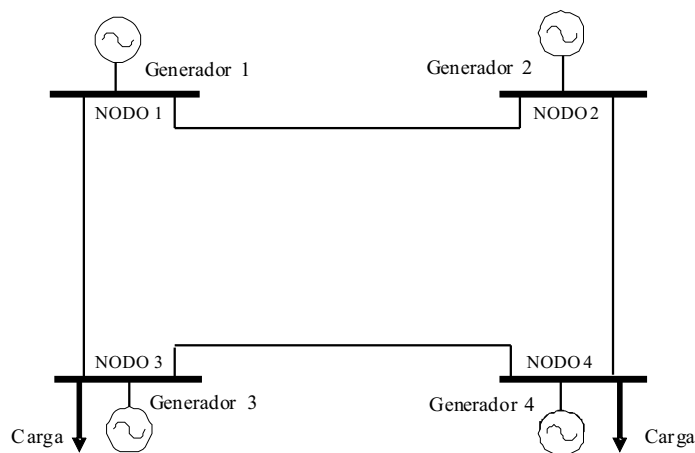 Generador 1
Generador 2
NODO 1
NODO 2
NODO 3
NODO 4
Generador 3
Generador 4
Carga
Carga